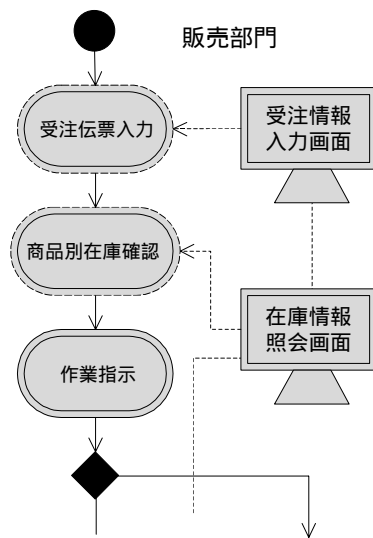 販売部門
受注伝票入力
受注情報
入力画面
商品別在庫確認
在庫情報
照会画面
作業指示